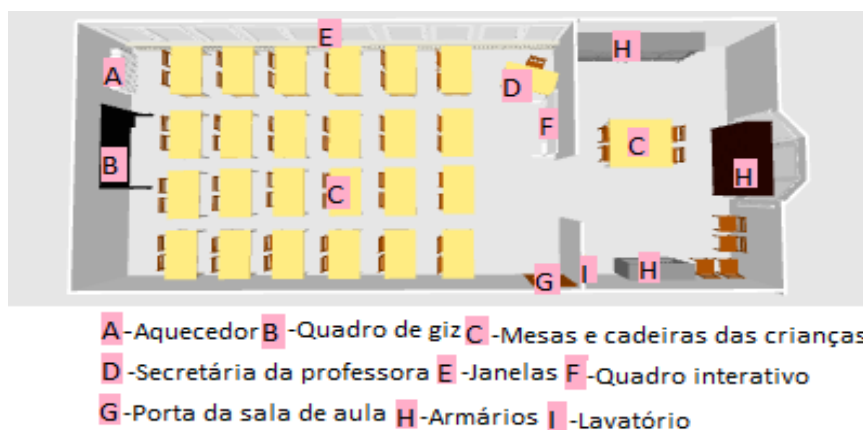 E
H
A
D
F
C
B
H
C
G
I
H
A-Aquecedor B-Quadro de giz C-Mesas e cadeiras das crianças
D-Secretária da professora E-Janelas F-Quadro interativo
G-Porta da sala de aula H-Armários I-Lavatório